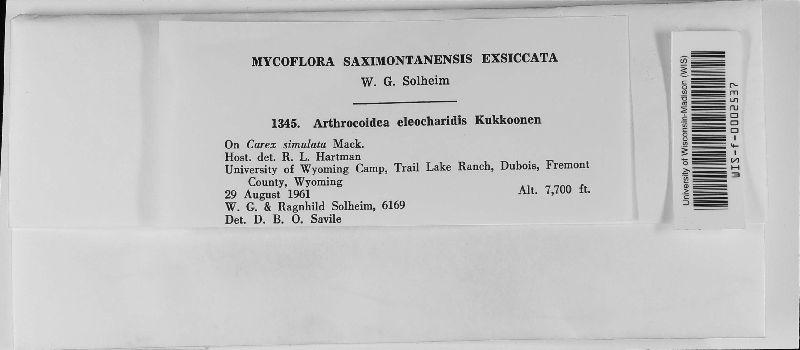 MYCOFLORA SAXIMONTANENSIS EXSICCATA
W. G. Solheim
1345. Arthrocoidea eleocharidis Kukkoonen
On Carex simulata Mack.
Host. det. R. L. Hartman
University of Wyoming Camp, Trail Lake Ranch, Dubois, Fremont
County, Wyoming
29 August 1961 Alt. 7,700 ft.
W. G. & Ragnhild Solheim, 6169
Det. D. B. O. Savile
University of Wisconsin-Madison (WIS)
WIS-f-0002537